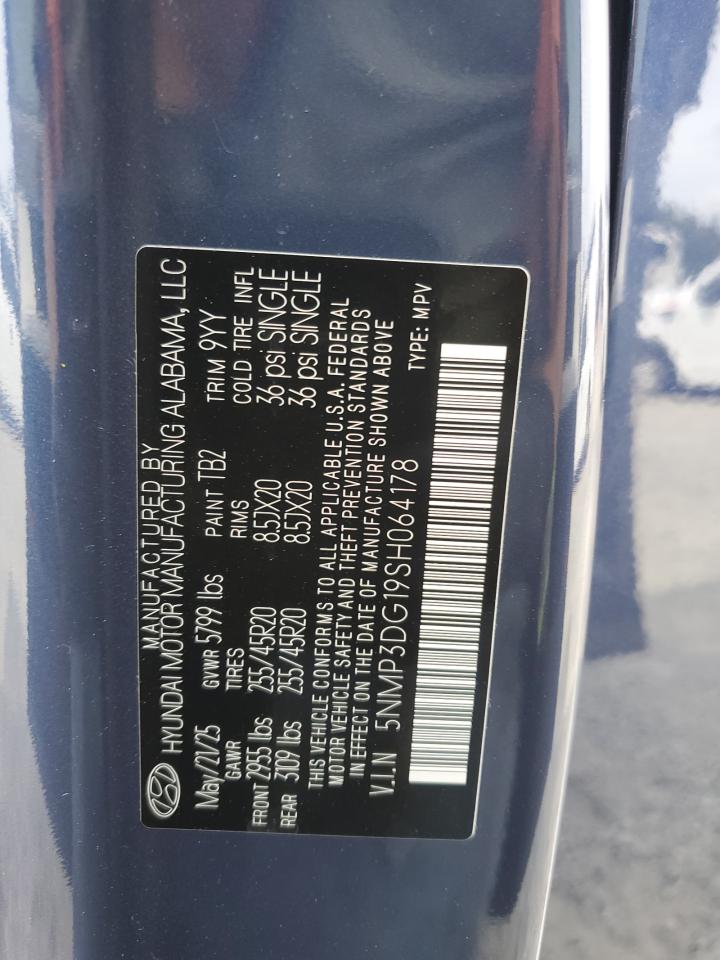 MANUFACTURED BY
HYUNDAI MOTOR MANUFACTURING ALABAMA, LLC
May/21/25 GVWR 5799 lbs PAINT TB2 TRIM 9YY
GAWR TIRES RIMS COLD TIRE INFL
FRONT 2955 lbs 255/45R20 8.5JX20 36 psi SINGLE
REAR 3109 lbs 255/45R20 8.5JX20 36 psi SINGLE
THIS VEHICLE CONFORMS TO ALL APPLICABLE U.S.A. FEDERAL
MOTOR VEHICLE SAFETY AND THEFT PREVENTION STANDARDS
IN EFFECT ON THE DATE OF MANUFACTURE SHOWN ABOVE
V.I.N 5NMP3DG19SH064178 TYPE: MPV